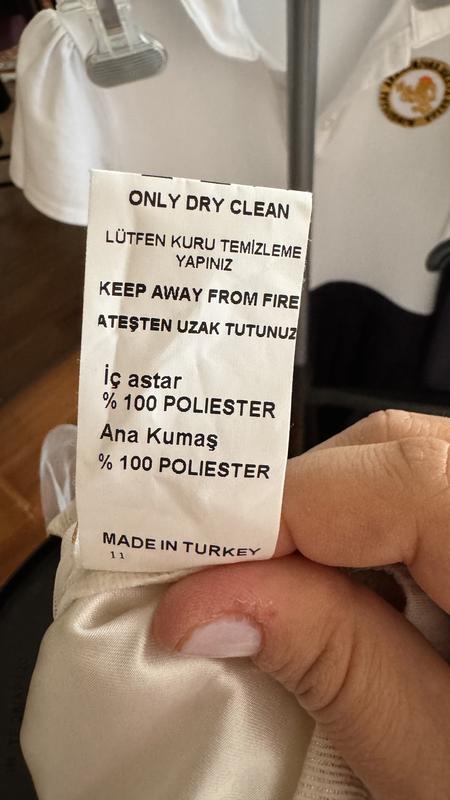 ONLY DRY CLEAN
LÜTFEN KURU TEMİZLEME
YAPINIZ
KEEP AWAY FROM FIRE
ATEŞTEN UZAK TUTUNUZ
İç astar
% 100 POLIESTER
Ana Kumaş
% 100 POLIESTER
MADE IN TURKEY
11